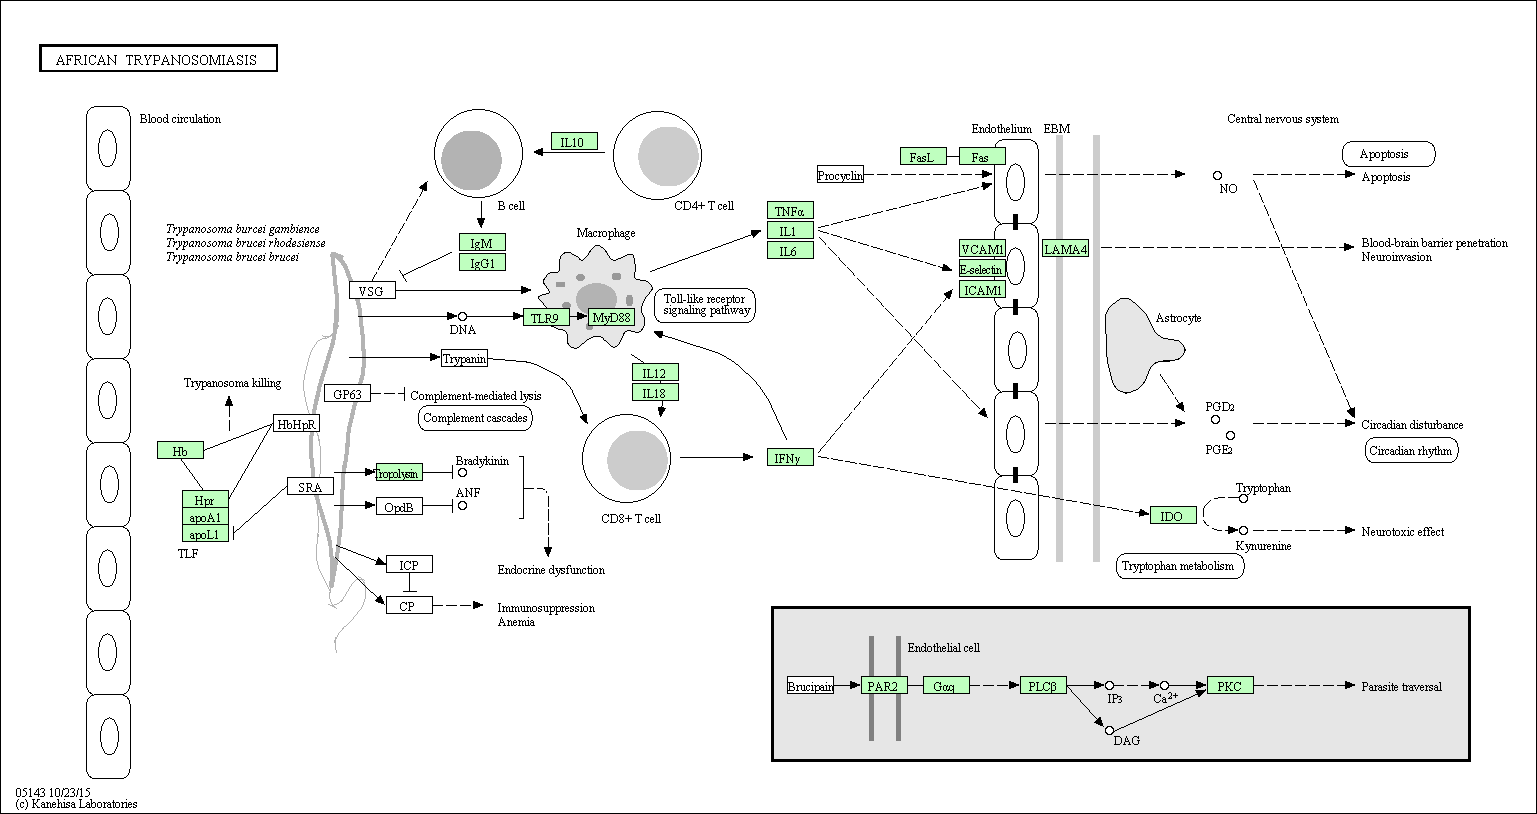 AFRICAN TRYPANOSOMIASIS
Blood circulation
Trypanosoma burcei gambience
Trypanosoma brucei rhodesiense
Trypanosoma brucei brucei
IL10
B cell
CD4+ T cell
IgM
IgG1
VSG
Macrophage
TLR9
MyD88
DNA
Toll-like receptor
signaling pathway
Trypanin
GP63
Complement-mediated lysis
Complement cascades
IL12
IL18
CD8+ T cell
Trypanosoma killing
HbHpR
Hb
Hpr
apoA1
apoL1
TLF
SRA
Tropolysin
Bradykinin
OpdB
ANF
Endocrine dysfunction
ICP
CP
Immunosuppression
Anemia
TNFα
IL1
IL6
IFNγ
Procyclin
FasL
Fas
Endothelium
EBM
VCAM1
E-selectin
ICAM1
LAMA4
Central nervous system
NO
Apoptosis
Apoptosis
Blood-brain barrier penetration
Neuroinvasion
Astrocyte
PGD2
PGE2
Circadian disturbance
Circadian rhythm
IDO
Tryptophan
Kynurenine
Neurotoxic effect
Tryptophan metabolism
Endothelial cell
Brucipain
PAR2
Gαq
PLCβ
IP3
Ca2+
DAG
PKC
Parasite traversal
05143 10/23/15
(c) Kanehisa Laboratories